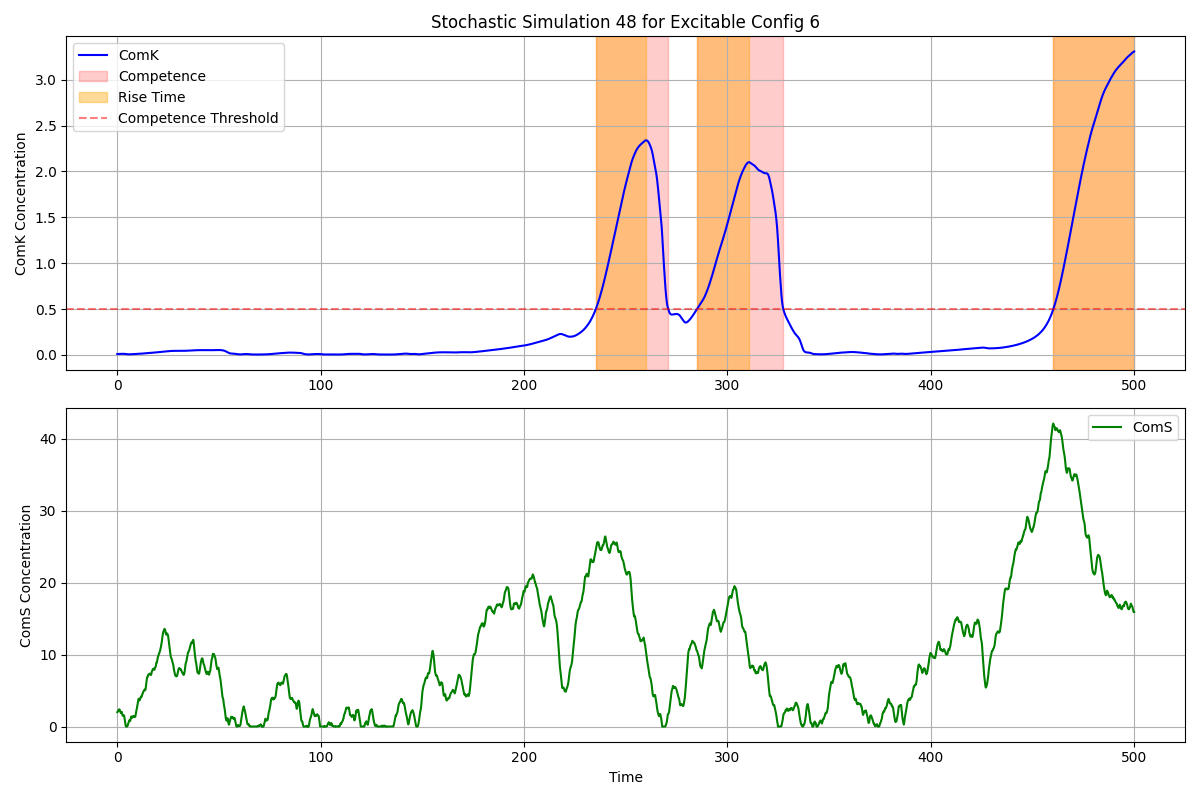 Stochastic Simulation 48 for Excitable Config 6
ComK Concentration
3.0
2.5
2.0
1.5
1.0
0.5
0.0
ComK
Competence
Rise Time
Competence Threshold
0 100 200 300 400 500
ComS Concentration
40
30
20
10
0
ComS
0 100 200 300 400 500
Time